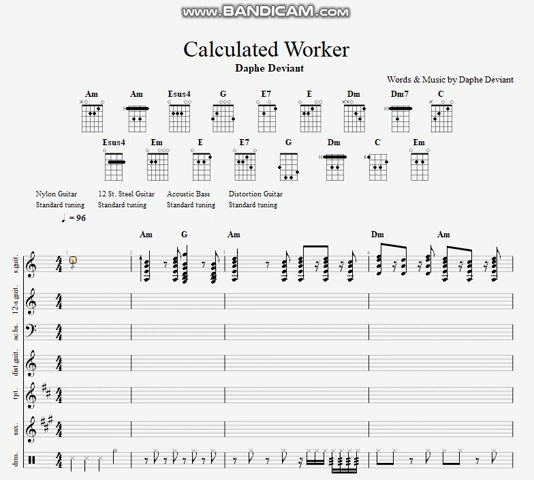 www.BANDICAM.com
Calculated Worker
Daphe Deviant
Words & Music by Daphe Deviant
Am Am Esus4 G E7 E Dm Dm7 C
Esus4 Em E E7 G Dm C Em
Nylon Guitar 12 St. Steel Guitar Acoustic Bass Distortion Guitar
Standard tuning Standard tuning Standard tuning Standard tuning
= 96
Am G Am Dm Am
s.guit.
12-s.guit.
ac.bs.
dist.guit.
tpt.
sax.
drms.